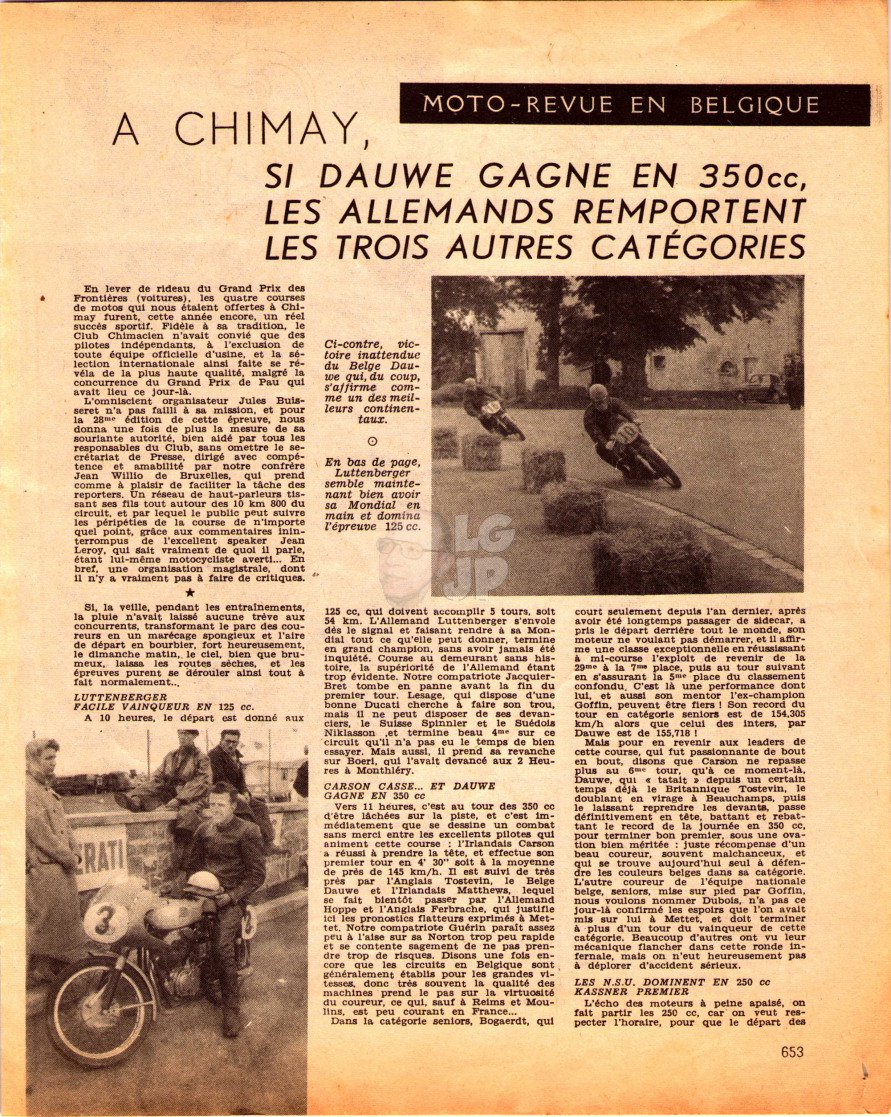 MOTO-REVUE EN BELGIQUE
A CHIMAY,
SI DAUWE GAGNE EN 350cc,
LES ALLEMANDS REMPORTENT
LES TROIS AUTRES CATÉGORIES
En lever de rideau du Grand Prix des
Frontières (voitures), les quatre courses
de motos qui nous étaient offertes à Chi-
may furent, cette année encore, un réel
succés sportif. Fidèle à sa tradition, le
Club Chimacien n'avait convié que des
pilotes indépendants, à l'exclusion de
toute équipe officielle d'usine, et la sé-
lection internationale ainsi faite se ré-
véla de la plus haute qualité, malgré la
concurrence du Grand Prix de Pau qui
avait lieu ce jour-là.
L'omniscient organisateur Jules Buis-
seret n'a pas failli à sa mission, et pour
la 28me édition de cette épreuve, nous
donna une fois de plus la mesure de sa
souriante autorité, bien aidé par tous les
responsables du Club, sans omettre le se-
crétariat de Presse, dirigé avec compé-
tence et amabilité par notre confrère
Jean Willio de Bruxelles, qui prend
comme à plaisir de faciliter la tâche des
reporters. Un réseau de haut-parleurs tis-
sant ses fils tout autour des 10 km 800 du
circuit, et par lequel le public peut suivre
les péripéties de la course de n'importe
quel point, grâce aux commentaires inin-
terrompus de l'excellent speaker Jean
Leroy, qui sait vraiment de quoi il parle,
étant lui-même motocycliste averti... En
bref, une organisation magistrale, dont
il n'y a vraiment pas à faire de critiques.
★
Si, la veille, pendant les entraînements,
la pluie n'avait laissé aucune trêve aux
concurrents, transformant le parc des cou-
reurs en un marécage spongieux et l'aire
de départ en bourbier, fort heureusement,
le dimanche matin, le ciel, bien que bru-
meux, laissa les routes sèches, et les
épreuves purent se dérouler ainsi tout à
fait normalement...
LUTTENBERGER
FACILE VAINQUEUR EN 125 cc.
A 10 heures, le départ est donné aux
Ci-contre, vic-
toire inattendue
du Belge Dau-
we qui, du coup,
s'affirme com-
me un des meil-
leurs continen-
taux.
⊙
En bas de page,
Luttenberger
semble mainte-
nant bien avoir
sa Mondial en
main et domina
l'épreuve 125 cc.
LG
JP
125 cc, qui doivent accomplir 5 tours, soit
54 km. L'Allemand Luttenberger s'envole
dès le signal et faisant rendre à sa Mon-
dial tout ce qu'elle peut donner, termine
en grand champion, sans avoir jamais été
inquiété. Course au demeurant sans his-
toire, la supériorité de l'Allemand étant
trop évidente. Notre compatriote Jacquier-
Bret tombe en panne avant la fin du
premier tour. Lesage, qui dispose d'une
bonne Ducati cherche à faire son trou,
mais il ne peut disposer de ses devan-
ciers, le Suisse Spinnler et le Suédois
Niklasson ,et termine beau 4me sur ce
circuit qu'il n'a pas eu le temps de bien
essayer. Mais aussi, il prend sa revanche
sur Boeri, qui l'avait devancé aux 2 Heu-
res à Monthléry.
CARSON CASSE... ET DAUWE
GAGNE EN 350 cc
Vers 11 heures, c'est au tour des 350 cc
d'être lâchées sur la piste, et c'est im-
médiatement que se dessine un combat
sans merci entre les excellents pilotes qui
animent cette course : l'Irlandais Carson
a réussi à prendre la tête, et effectue son
premier tour en 4' 30'' soit à la moyenne
de près de 145 km/h. Il est suivi de très
près par l'Anglais Tostevin, le Belge
Dauwe et l'Irlandais Matthews, lequel
se fait bientôt passer par l'Allemand
Hoppe et l'Anglais Ferbrache, qui justifie
ici les pronostics flatteurs exprimés à Met-
tet. Notre compatriote Guérin paraît assez
peu à l'aise sur sa Norton trop peu rapide
et se contente sagement de ne pas pren-
dre trop de risques. Disons une fois en-
core que les circuits en Belgique sont
généralement établis pour les grandes vi-
tesses, donc très souvent la qualité des
machines prend le pas sur la virtuosité
du coureur, ce qui, sauf à Reims et Mou-
lins, est peu courant en France...
Dans la catégorie seniors, Bogaerdt, qui
court seulement depuis l'an dernier, après
avoir été longtemps passager de sidecar, a
pris le départ derrière tout le monde, son
moteur ne voulant pas démarrer, et il affir-
me une classe exceptionnelle en réussissant
à mi-course l'exploit de revenir de la
29me à la 7me place, puis au tour suivant
en s'assurant la 5me place du classement
confondu. C'est là une performance dont
lui, et aussi son mentor l'ex-champion
Goffin, peuvent être fiers ! Son record du
tour en catégorie seniors est de 154,305
km/h alors que celui des inters, par
Dauwe est de 155,718 !
Mais pour en revenir aux leaders de
cette course, qui fut passionnante de bout
en bout, disons que Carson ne repasse
plus au 6me tour, qu'à ce moment-là,
Dauwe, qui « tatait » depuis un certain
temps déjà le Britannique Tostevin, le
doublant en virage à Beauchamps, puis
le laissant reprendre les devants, passe
définitivement en tête, battant et rebat-
tant le record de la journée en 350 cc,
pour terminer bon premier, sous une ova-
tion bien méritée : juste récompense d'un
beau coureur, souvent malchanceux, et
qui se trouve aujourd'hui seul à défen-
dre les couleurs belges dans sa catégorie.
L'autre coureur de l'équipe nationale
belge, seniors, mise sur pied par Goffin,
nous voulons nommer Dubois, n'a pas ce
jour-là confirmé les espoirs que l'on avait
mis sur lui à Mettet, et doit terminer
à plus d'un tour du vainqueur de cette
catégorie. Beaucoup d'autres ont vu leur
mécanique flancher dans cette ronde in-
fernale, mais on n'eut heureusement pas
à déplorer d'accident sérieux.
LES N.S.U. DOMINENT EN 250 cc
KASSNER PREMIER
L'écho des moteurs à peine apaisé, on
fait partir les 250 cc, car on veut res-
pecter l'horaire, pour que le départ des
ERATI
3
653